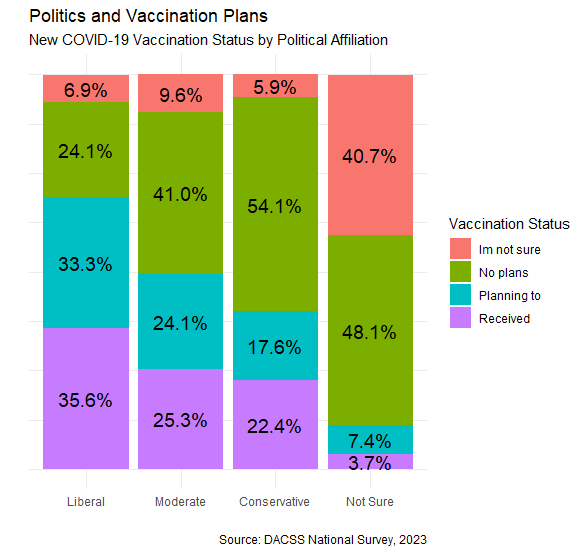 Politics and Vaccination Plans
New COVID-19 Vaccination Status by Political Affiliation
6.9%
9.6%
5.9%
40.7%
24.1%
41.0%
54.1%
48.1%
33.3%
24.1%
17.6%
7.4%
35.6%
25.3%
22.4%
3.7%
Vaccination Status
Im not sure
No plans
Planning to
Received
Liberal
Moderate
Conservative
Not Sure
Source: DACSS National Survey, 2023